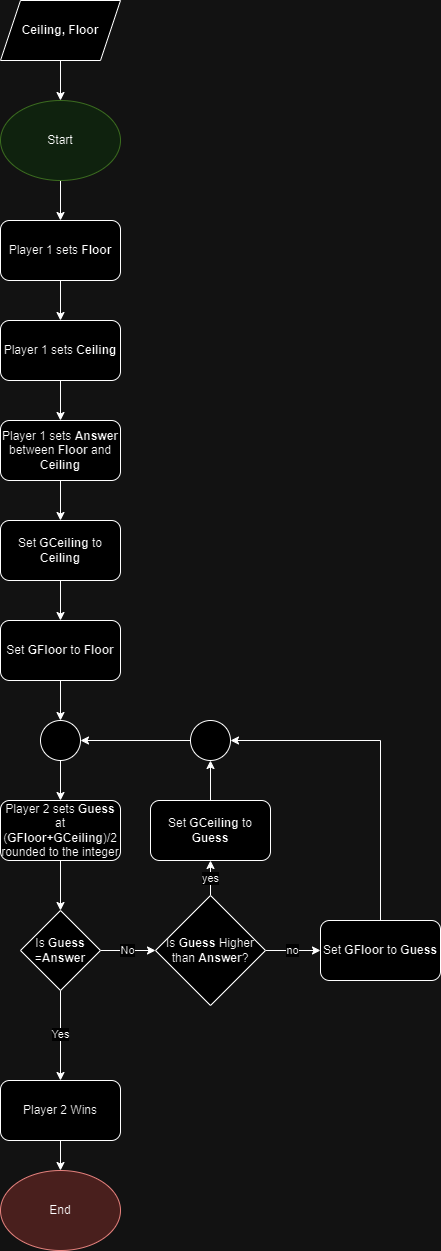 Ceiling, Floor
Start
Player 1 sets Floor
Player 1 sets Ceiling
Player 1 sets Answer
between Floor and
Ceiling
Set GCeiling to
Ceiling
Set GFloor to Floor
Player 2 sets Guess
at
(GFloor+GCeiling)/2
rounded to the integer
Set GCeiling to
Guess
yes
Is Guess
=Answer
No
Is Guess Higher
than Answer?
no
Set GFloor to Guess
Yes
Player 2 Wins
End